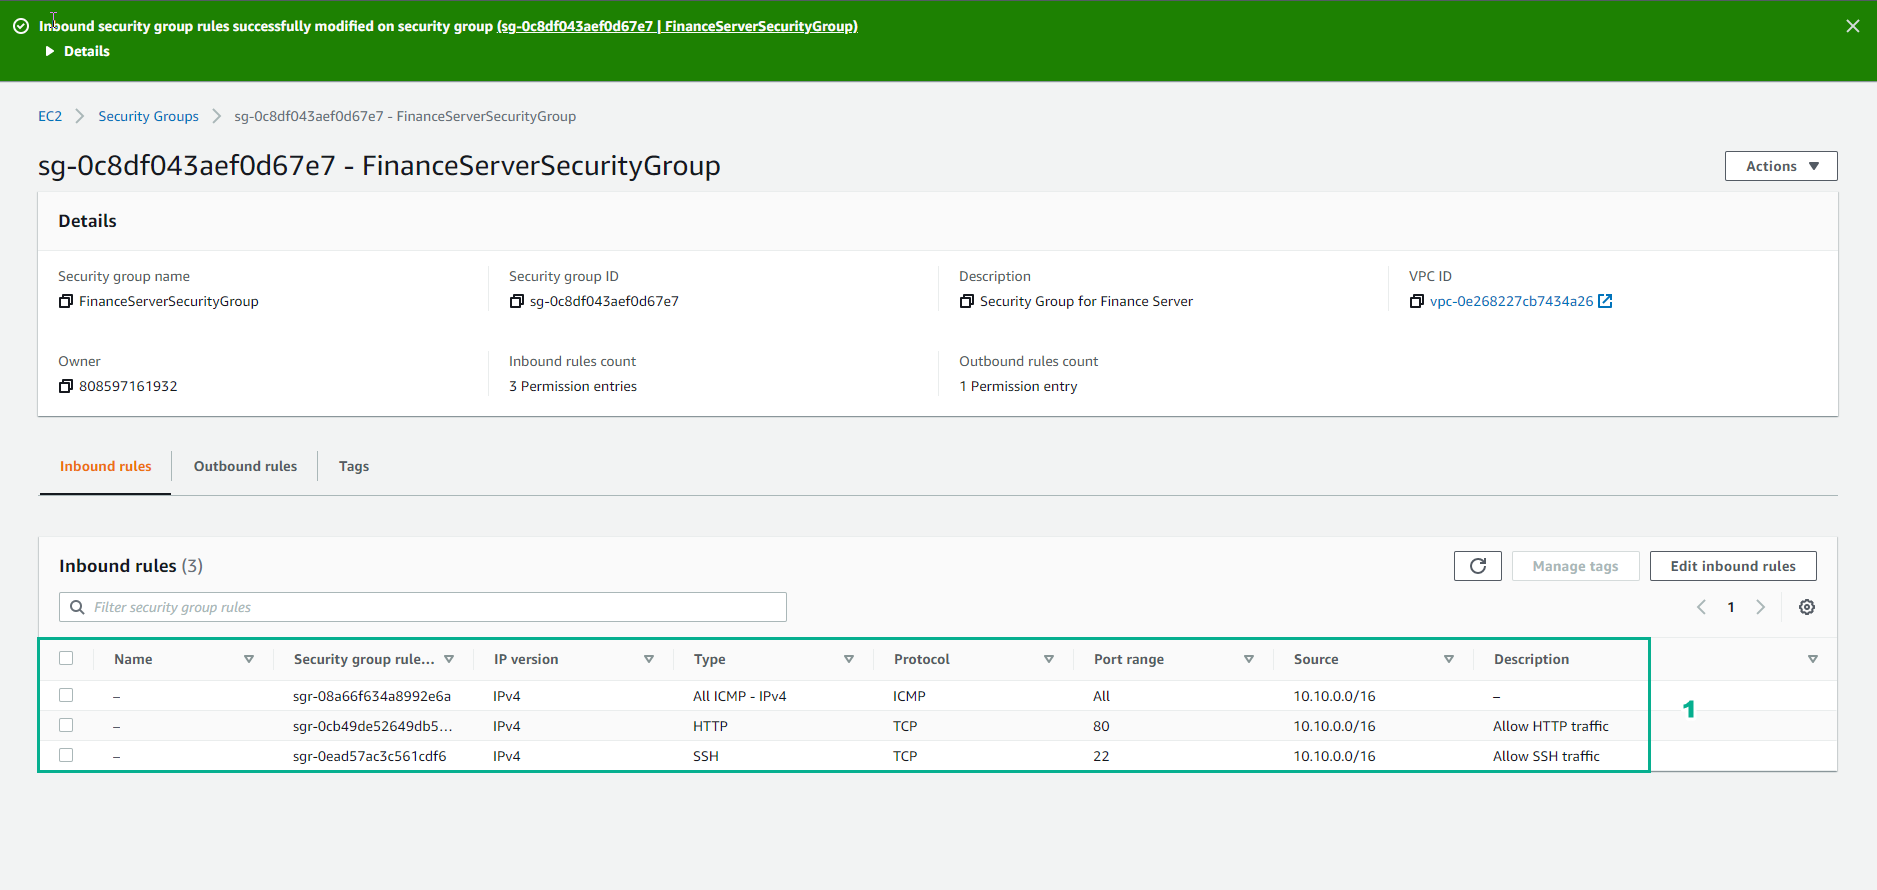 Inbound security group rules successfully modified on security group (sg-0c8df043aef0d67e7 | FinanceServerSecurityGroup)
Details
EC2 Security Groups sg-0c8df043aef0d67e7 - FinanceServerSecurityGroup
sg-0c8df043aef0d67e7 - FinanceServerSecurityGroup
Actions
Details
Security group name Security group ID Description VPC ID
FinanceServerSecurityGroup sg-0c8df043aef0d67e7 Security Group for Finance Server vpc-0e268227cb7434a26
Owner Inbound rules count Outbound rules count
808597161932 3 Permission entries 1 Permission entry
Inbound rules Outbound rules Tags
Inbound rules (3) Manage tags Edit inbound rules
Filter security group rules 1
Name Security group rule... IP version Type Protocol Port range Source Description
– sgr-08a66f634a8992e6a IPv4 All ICMP - IPv4 ICMP All 10.10.0.0/16 –
– sgr-0cb49de52649db5... IPv4 HTTP TCP 80 10.10.0.0/16 Allow HTTP traffic
– sgr-0ead57ac3c561cdf6 IPv4 SSH TCP 22 10.10.0.0/16 Allow SSH traffic
1